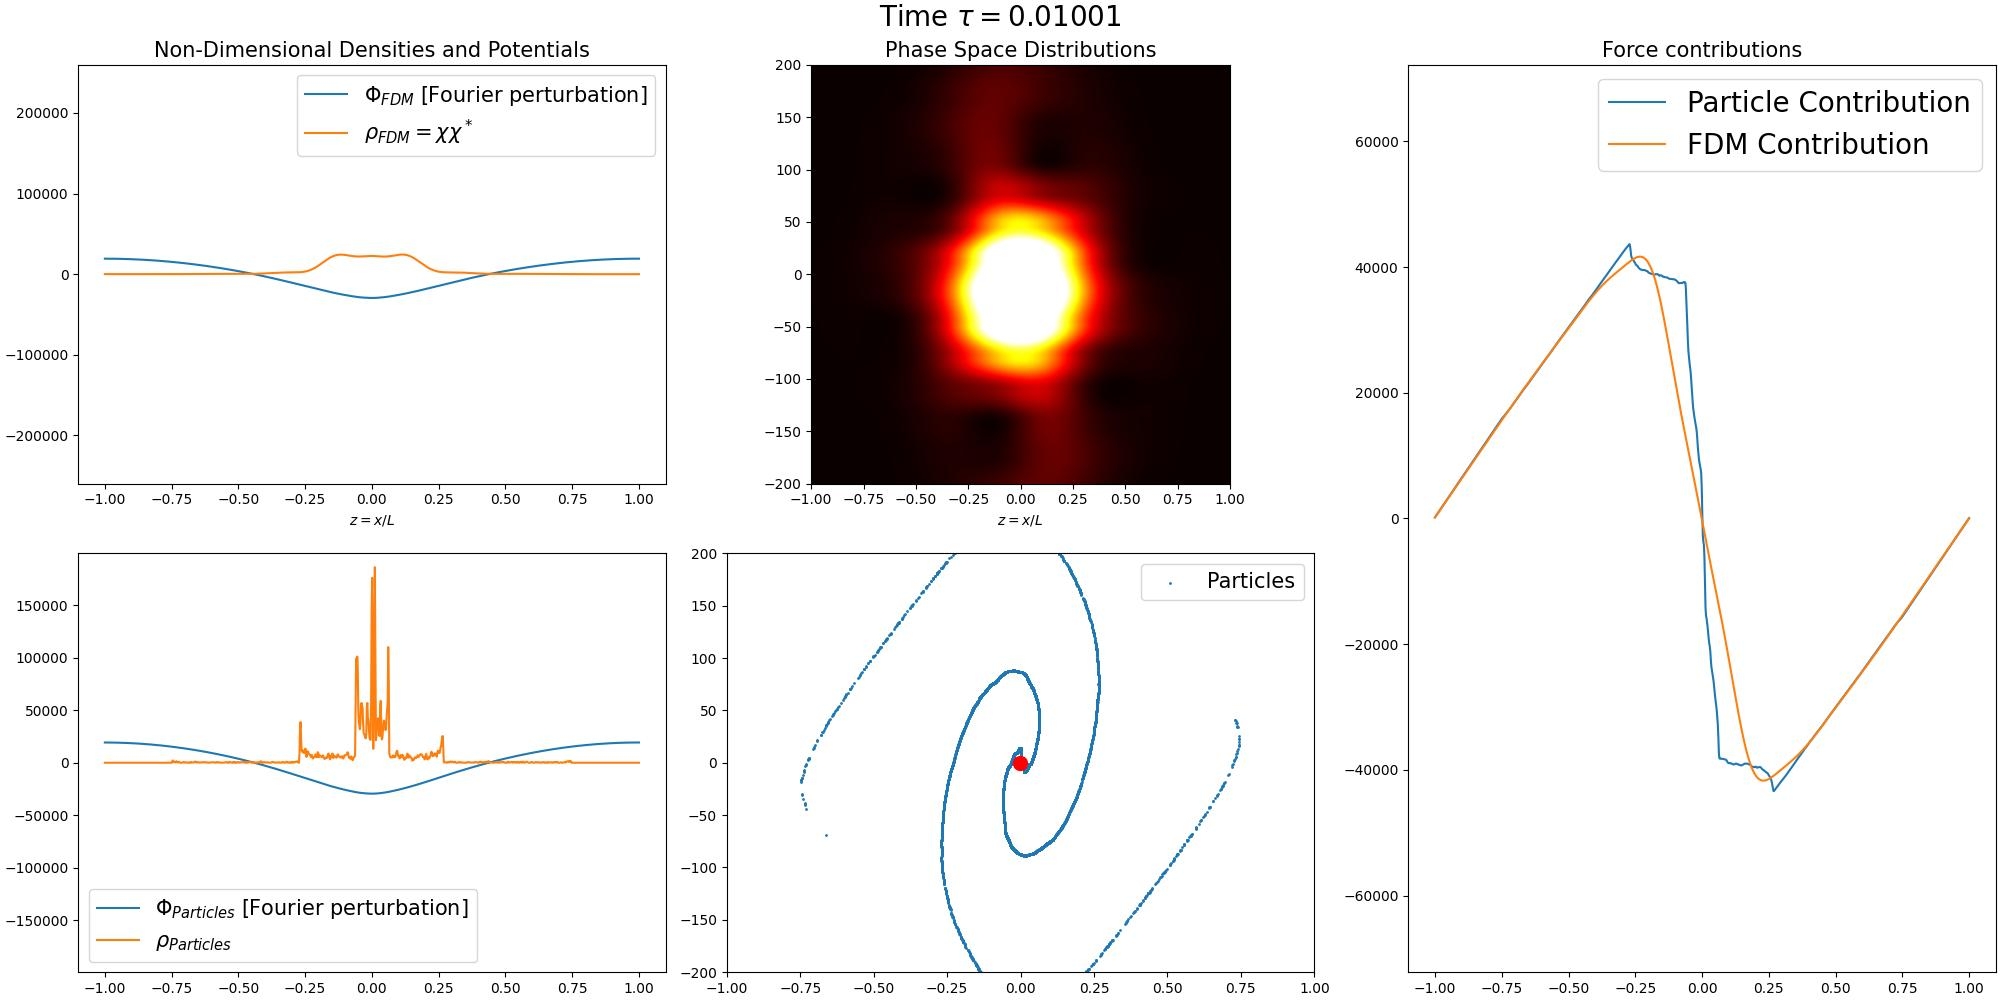 Time τ = 0.01001
Non-Dimensional Densities and Potentials
Φ_FDM [Fourier perturbation]
ρ_FDM = χχ*
200000
100000
0
−100000
−200000
−1.00 −0.75 −0.50 −0.25 0.00 0.25 0.50 0.75 1.00
z = x/L
Phase Space Distributions
200
150
100
50
0
−50
−100
−150
−200
−1.00 −0.75 −0.50 −0.25 0.00 0.25 0.50 0.75 1.00
z = x/L
Force contributions
Particle Contribution
FDM Contribution
60000
40000
20000
0
−20000
−40000
−60000
−1.00 −0.75 −0.50 −0.25 0.00 0.25 0.50 0.75 1.00
150000
100000
50000
0
−50000
−100000
−150000
Φ_Particles [Fourier perturbation]
ρ_Particles
−1.00 −0.75 −0.50 −0.25 0.00 0.25 0.50 0.75 1.00
Particles
200
150
100
50
0
−50
−100
−150
−200
−1.00 −0.75 −0.50 −0.25 0.00 0.25 0.50 0.75 1.00